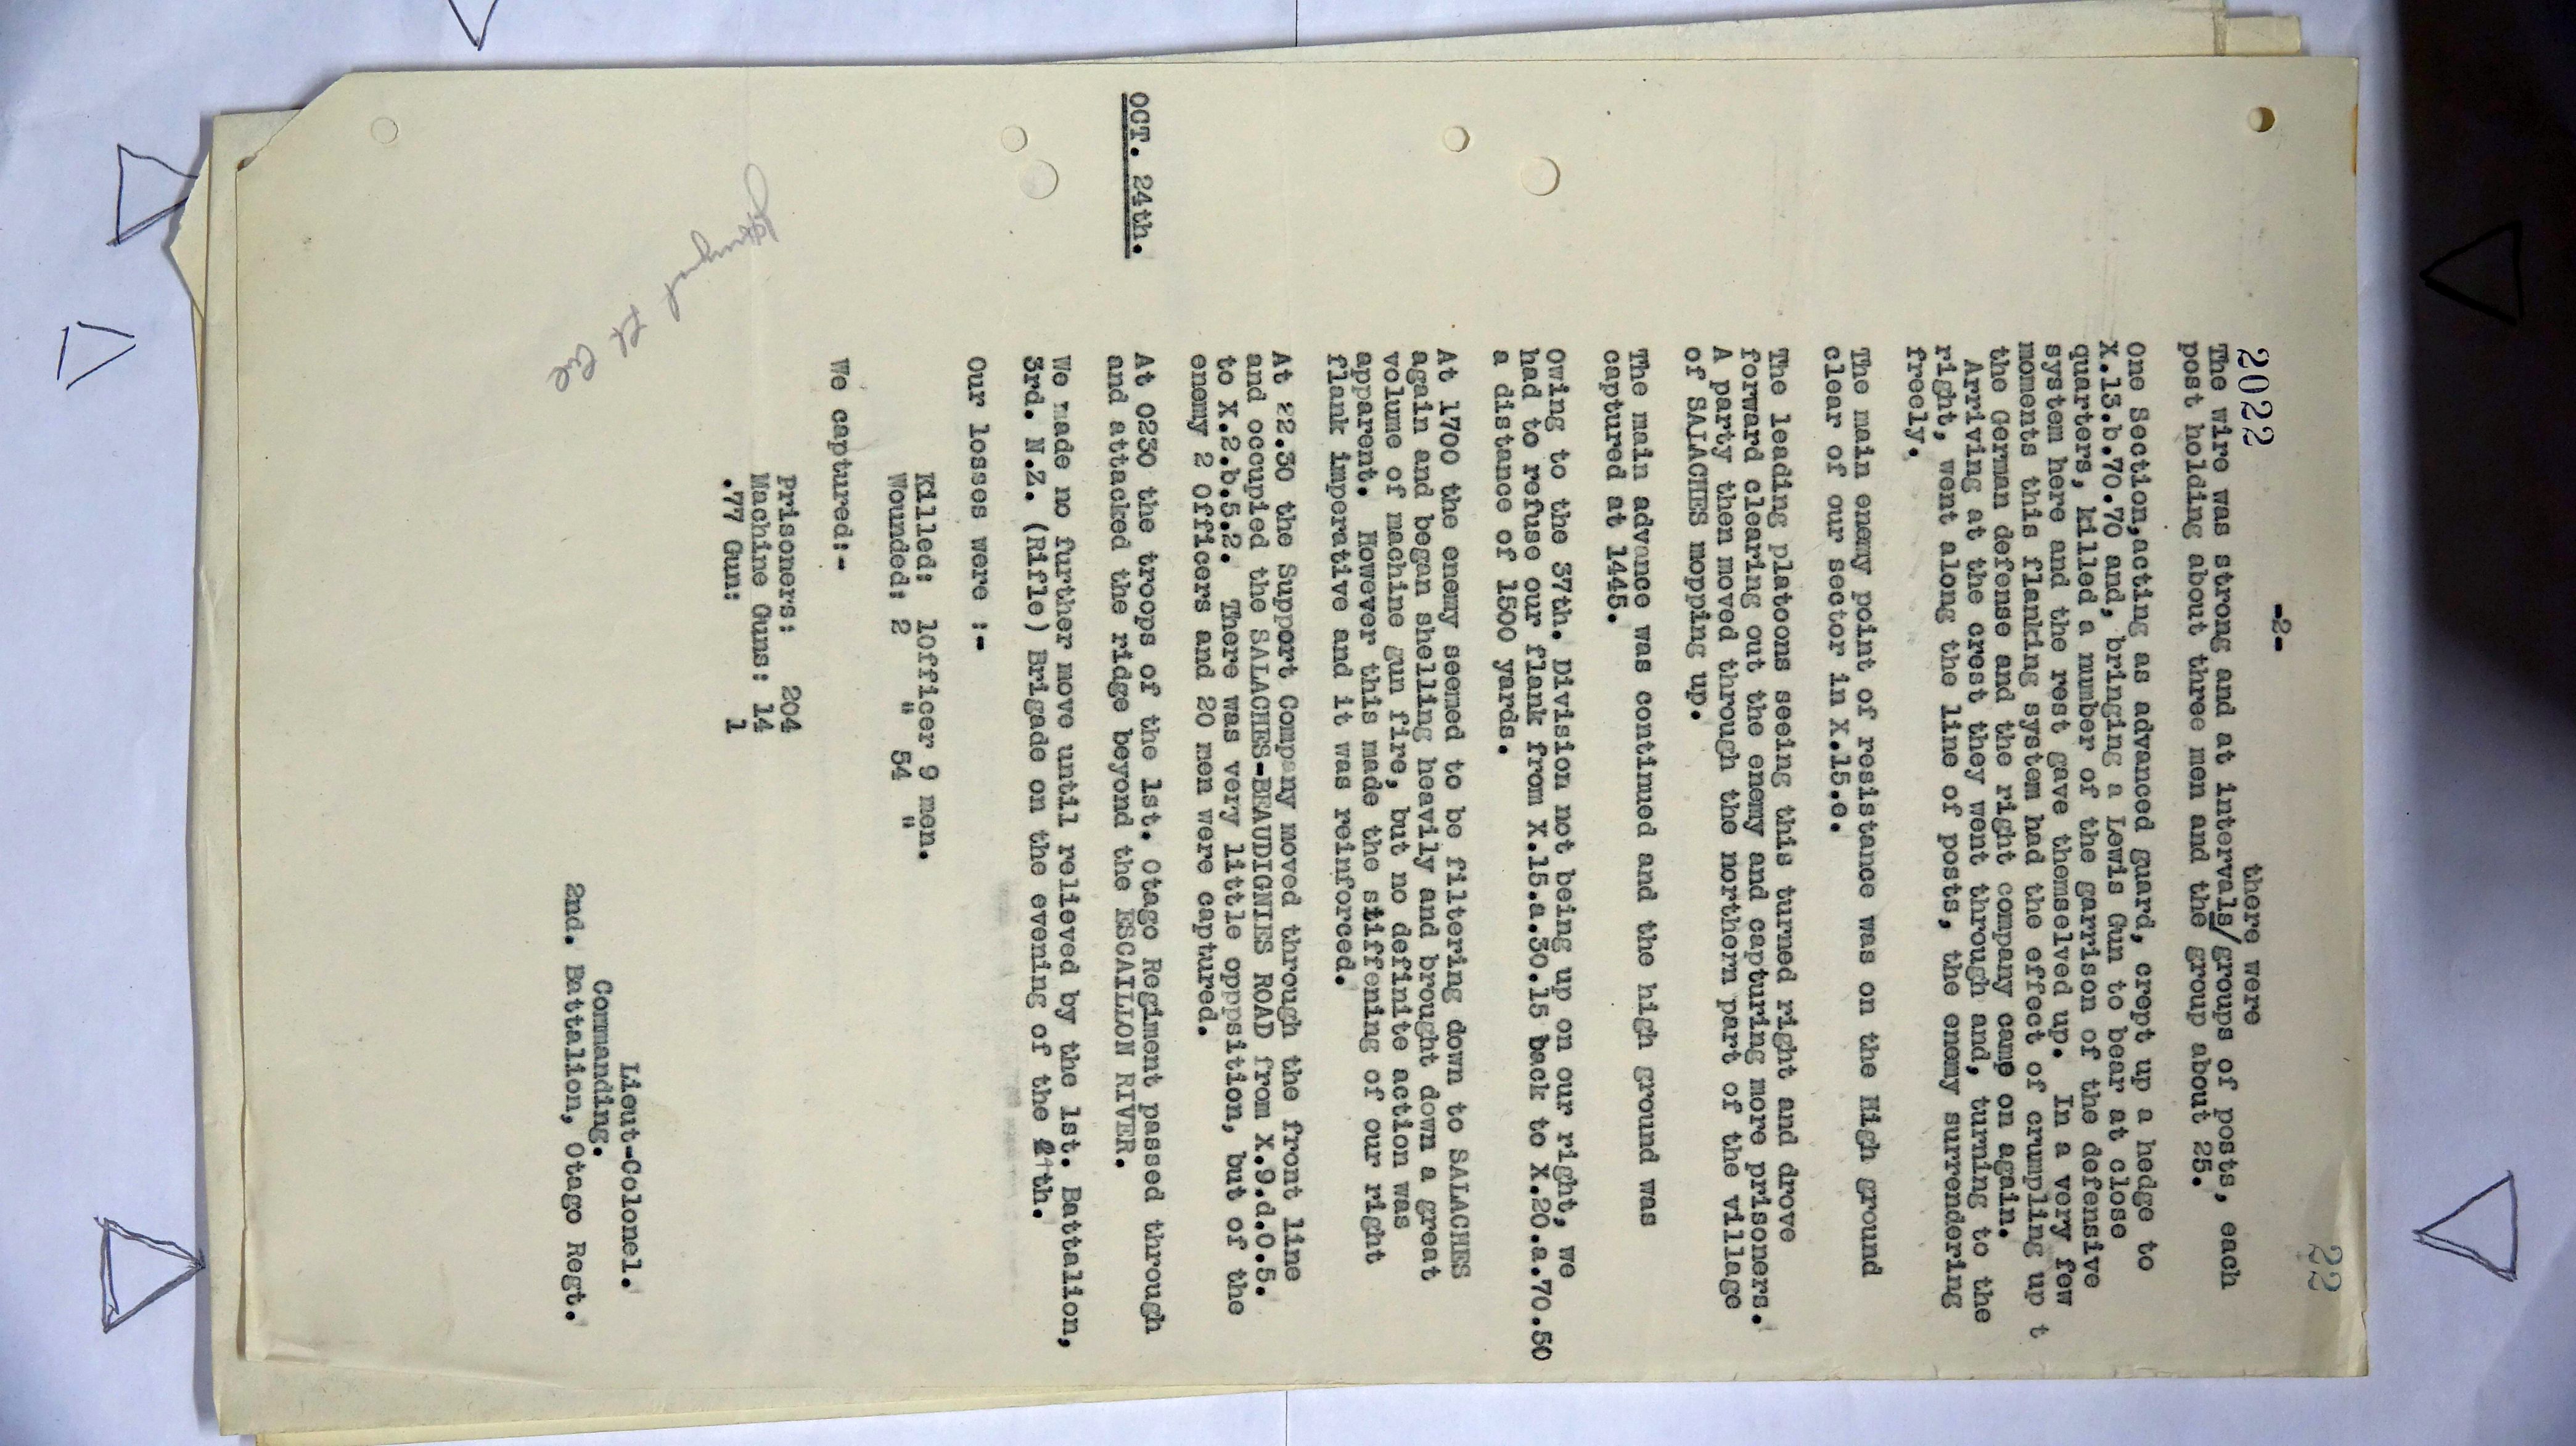 -2-
22
2022
there were
The wire was strong and at intervals/groups of posts, each
post holding about three men and the group about 25.
One Section,acting as advanced guard, crept up a hedge to
X.13.b.70.70 and, bringing a Lewis Gun to bear at close
quarters, killed a number of the garrison of the defensive
system here and the rest gave themselved up. In a very few
moments this flanking system had the effect of crumpling up t
the German defense and the right company came on again.
Arriving at the crest they went through and, turning to the
right, went along the line of posts, the enemy surrendering
freely.
The main enemy point of resistance was on the High ground
clear of our sector in X.15.c.
The leading platoons seeing this turned right and drove
forward clearing out the enemy and capturing more prisoners.
A party then moved through the northern part of the village
of SALACHES mopping up.
The main advance was continued and the high ground was
captured at 1445.
Owing to the 37th. Division not being up on our right, we
had to refuse our flank from X.15.a.30.15 back to X.20.a.70.50
a distance of 1500 yards.
At 1700 the enemy seemed to be filtering down to SALACHES
again and began shelling heavily and brought down a great
volume of machine gun fire, but no definite action was
apparent. However this made the stiffening of our right
flank imperative and it was reinforced.
At 22.30 the Support Company moved through the front line
and occupied the SALACHES-BEAUDIGNIES ROAD from X.9.d.0.5.
to X.2.b.5.2. There was very little oppsition, but of the
enemy 2 Officers and 20 men were captured.
OCT. 24th.
At 0230 the troops of the 1st. Otago Regiment passed through
and attacked the ridge beyond the ESCAILLON RIVER.
We made no further move until relieved by the 1st. Battalion,
3rd. N.Z. (Rifle) Brigade on the evening of the 24th.
Our losses were :-
Killed: 1Officer 9 men.
Wounded: 2 " 54 "
We captured:-
Prisoners: 204
Machine Guns: 14
.77 Gun: 1
Lieut-Colonel.
Commanding.
2nd. Battalion, Otago Regt.